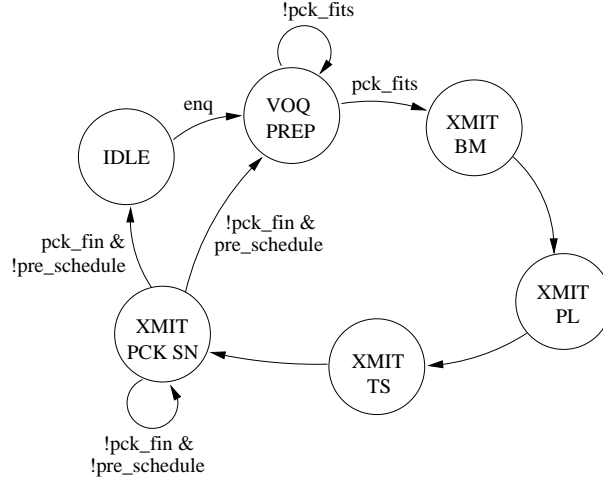 !pck_fits
VOQ
PREP
pck_fits
XMIT
BM
enq
IDLE
!pck_fin &
pre_schedule
pck_fin &
!pre_schedule
XMIT
PL
XMIT
PCK SN
XMIT
TS
!pck_fin &
!pre_schedule